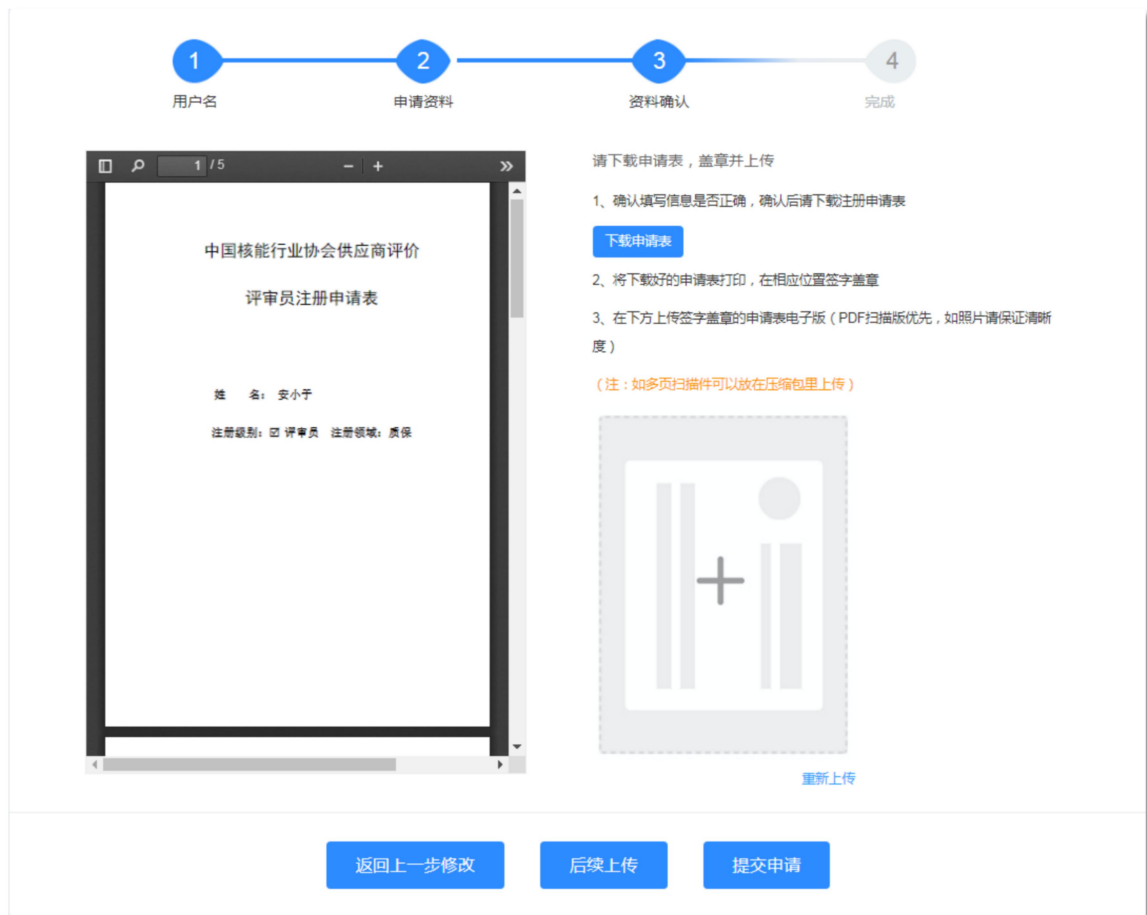 1
2
3
4
用户名
申请资料
资料确认
完成
1 / 5
中国核能行业协会供应商评价
评审员注册申请表
姓 名： 安小于
注册级别：☑ 评审员 注册领域：质保
请下载申请表，盖章并上传
1、确认填写信息是否正确，确认后请下载注册申请表
下载申请表
2、将下载好的申请表打印，在相应位置签字盖章
3、在下方上传签字盖章的申请表电子版（PDF扫描版优先，如照片请保证清晰
度）
（注：如多页扫描件可以放在压缩包里上传）
重新上传
返回上一步修改
后续上传
提交申请